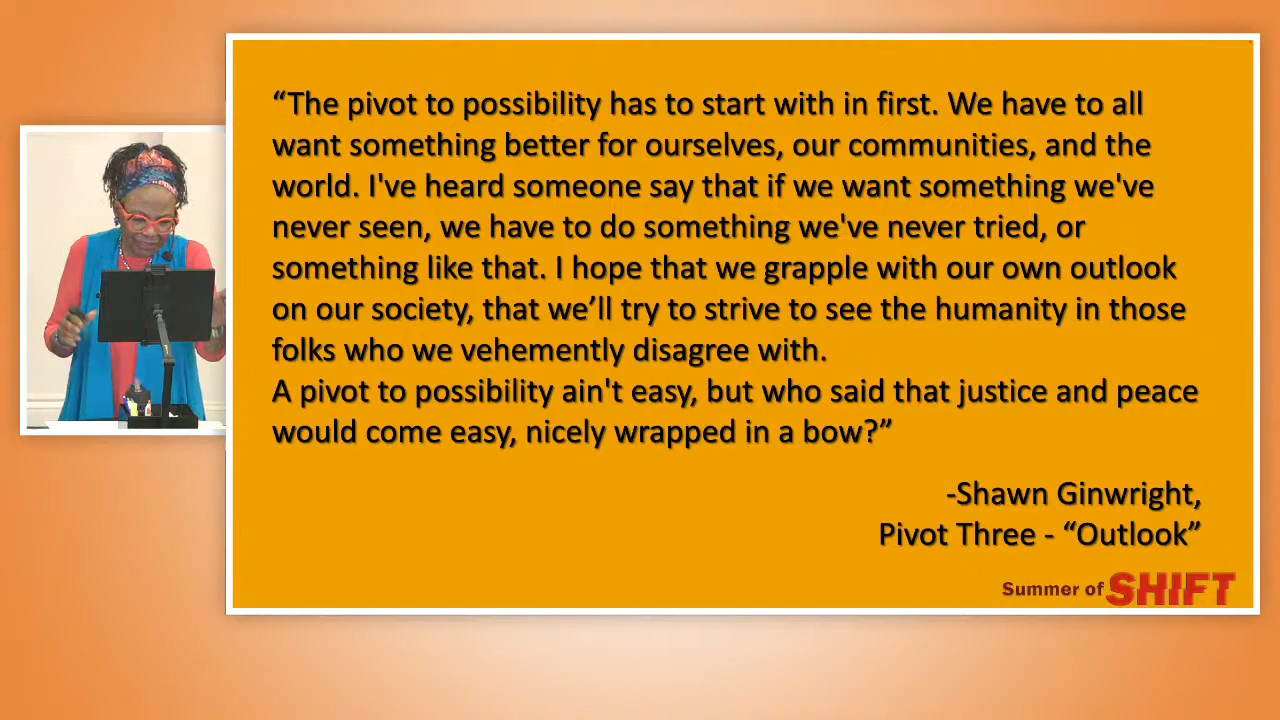 “The pivot to possibility has to start with in first. We have to all
want something better for ourselves, our communities, and the
world. I've heard someone say that if we want something we've
never seen, we have to do something we've never tried, or
something like that. I hope that we grapple with our own outlook
on our society, that we’ll try to strive to see the humanity in those
folks who we vehemently disagree with.
A pivot to possibility ain't easy, but who said that justice and peace
would come easy, nicely wrapped in a bow?”
-Shawn Ginwright,
Pivot Three - “Outlook”
Summer of SHIFT